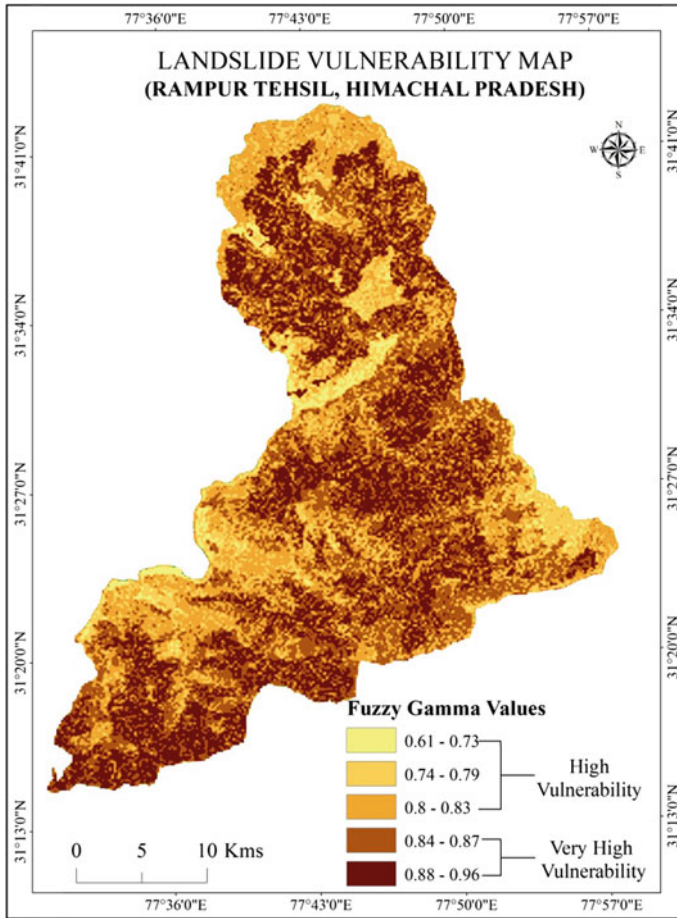 77°36'0"E 77°43'0"E 77°50'0"E 77°57'0"E
LANDSLIDE VULNERABILITY MAP
(RAMPUR TEHSIL, HIMACHAL PRADESH)
N
W E
S
31°41'0"N 31°41'0"N
31°34'0"N 31°34'0"N
31°27'0"N 31°27'0"N
31°20'0"N 31°20'0"N
31°13'0"N 31°13'0"N
Fuzzy Gamma Values
0.61 - 0.73
0.74 - 0.79
0.8 - 0.83
High
Vulnerability
0.84 - 0.87
0.88 - 0.96
Very High
Vulnerability
0 5 10 Kms
77°36'0"E 77°43'0"E 77°50'0"E 77°57'0"E